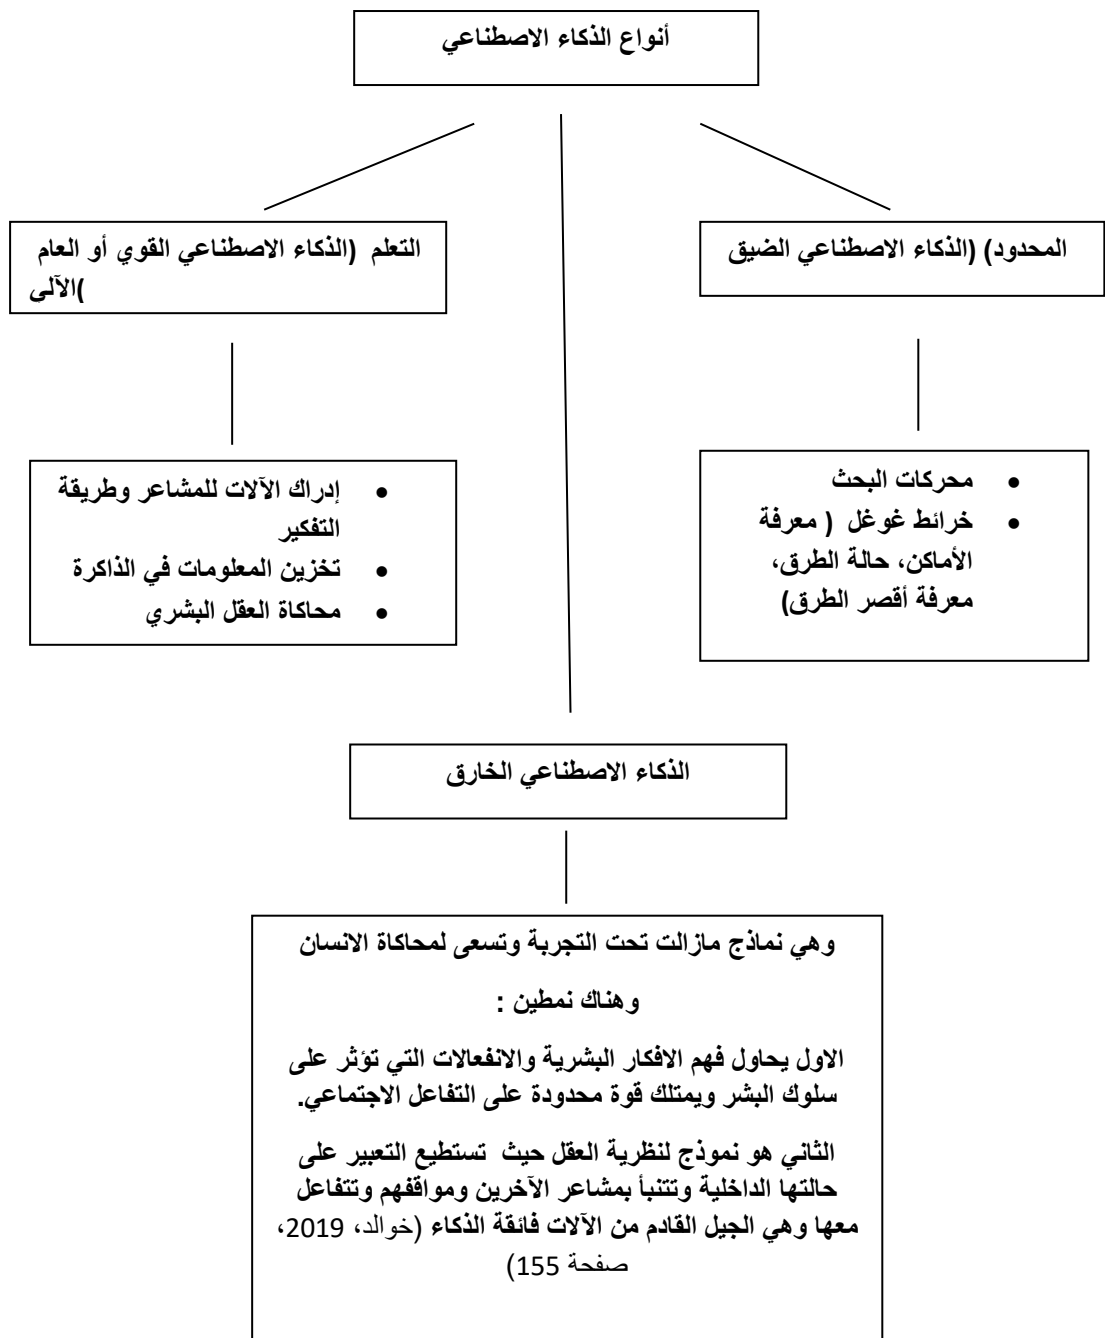 أنواع الذكاء الاصطناعي
المحدود) (الذكاء الاصطناعي الضيق
التعلم (الذكاء الاصطناعي القوي أو العام
الآلي(
• محركات البحث
• خرائط غوغل ( معرفة
الأماكن، حالة الطرق،
معرفة أقصر الطرق)
• إدراك الآلات للمشاعر وطريقة
التفكير
• تخزين المعلومات في الذاكرة
• محاكاة العقل البشري
الذكاء الاصطناعي الخارق
وهي نماذج مازالت تحت التجربة وتسعى لمحاكاة الانسان
وهناك نمطين :
الاول يحاول فهم الافكار البشرية والانفعالات التي تؤثر على
سلوك البشر ويمتلك قوة محدودة على التفاعل الاجتماعي.
الثاني هو نموذج لنظرية العقل حيث تستطيع التعبير على
حالتها الداخلية وتتنبأ بمشاعر الآخرين ومواقفهم وتتفاعل
معها وهي الجيل القادم من الآلات فائقة الذكاء (خوالد، 2019،
صفحة 155)